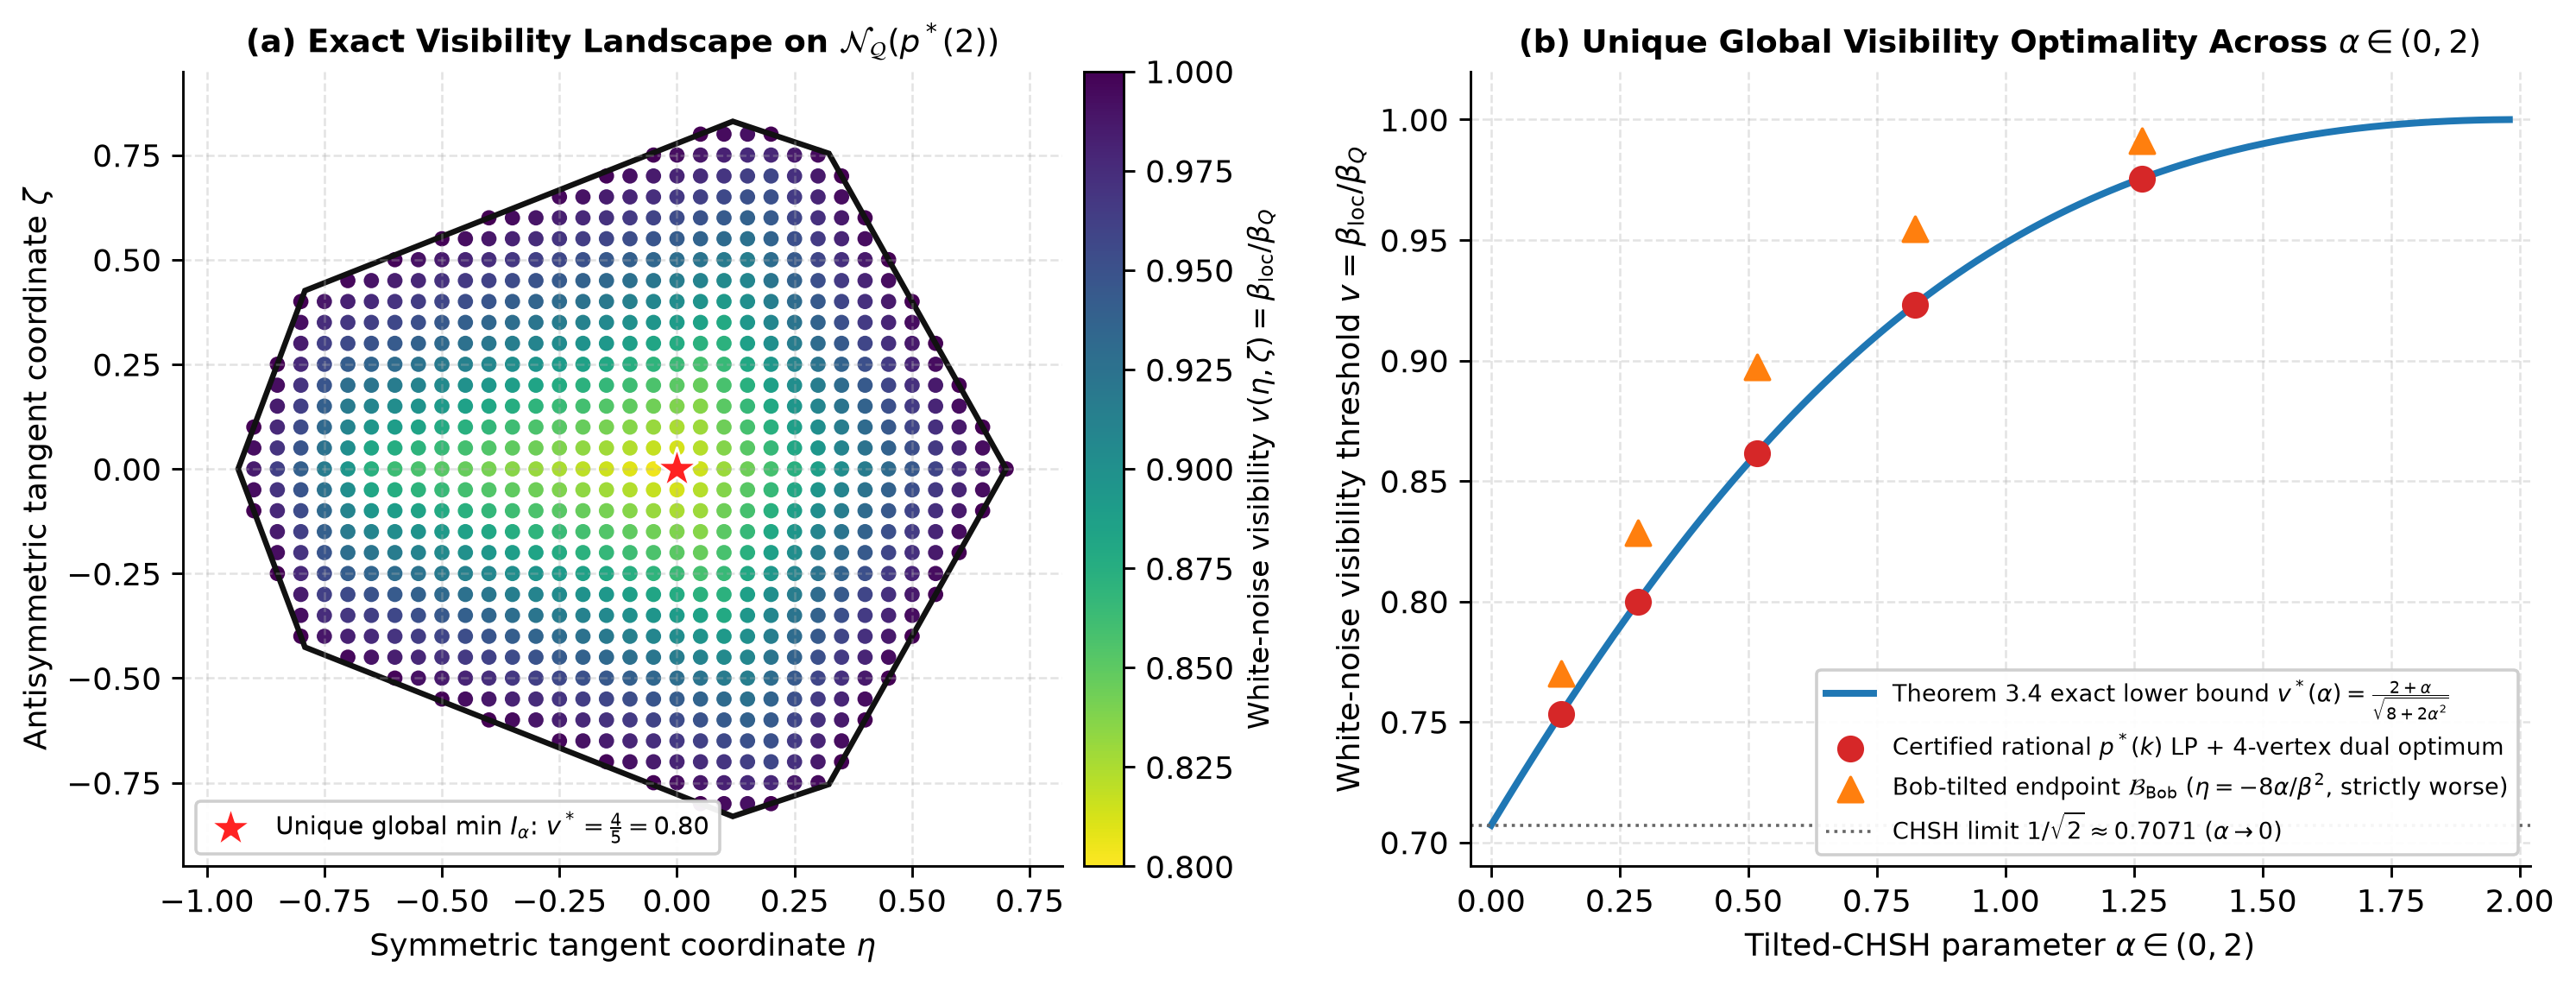 (a) Exact Visibility Landscape on 𝒩_𝒬(p*(2))
Antisymmetric tangent coordinate ζ
0.75
0.50
0.25
0.00
−0.25
−0.50
−0.75
−1.00 −0.75 −0.50 −0.25 0.00 0.25 0.50 0.75
Symmetric tangent coordinate η
Unique global min I_α: v* = 4/5 = 0.80
1.000
0.975
0.950
0.925
0.900
0.875
0.850
0.825
0.800
White-noise visibility v(η, ζ) = β_loc/β_Q
(b) Unique Global Visibility Optimality Across α ∈ (0, 2)
White-noise visibility threshold v = β_loc/β_Q
1.00
0.95
0.90
0.85
0.80
0.75
0.70
0.00 0.25 0.50 0.75 1.00 1.25 1.50 1.75 2.00
Tilted-CHSH parameter α ∈ (0, 2)
Theorem 3.4 exact lower bound v*(α) = (2+α)/√(8+2α²)
Certified rational p*(k) LP + 4-vertex dual optimum
Bob-tilted endpoint ℬ_Bob (η = −8α/β², strictly worse)
CHSH limit 1/√2 ≈ 0.7071 (α → 0)